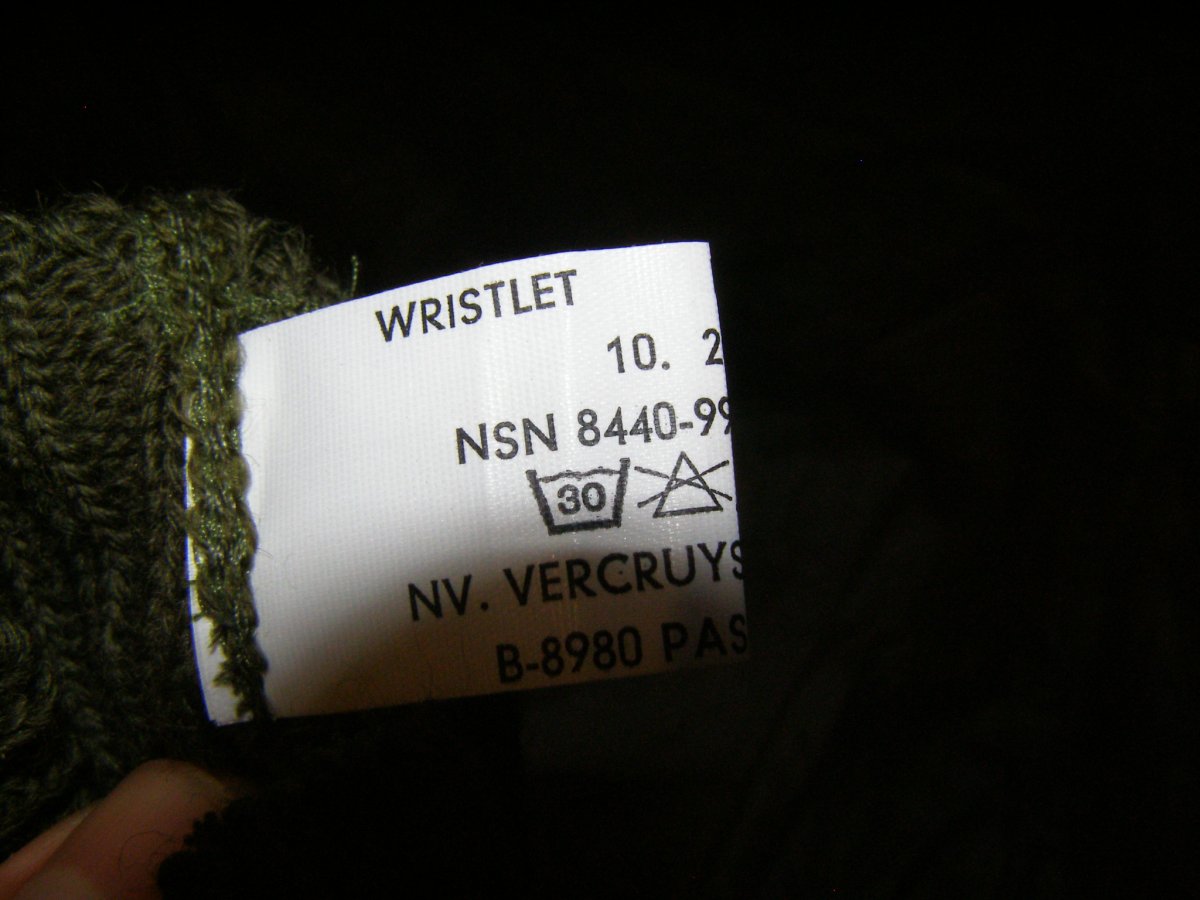 WRISTLET
10. 2
NSN 8440-99
30
NV. VERCRUYS
B-8980 PAS